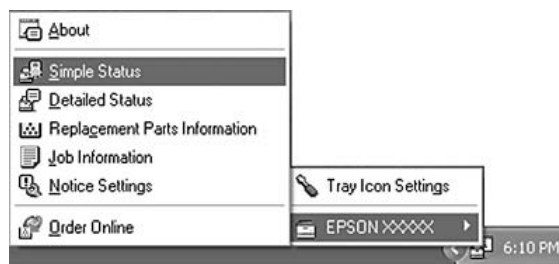 About
Simple Status
Detailed Status
Replacement Parts Information
Job Information
Notice Settings
Order Online
Tray Icon Settings
EPSON XXXXX
6:10 PM